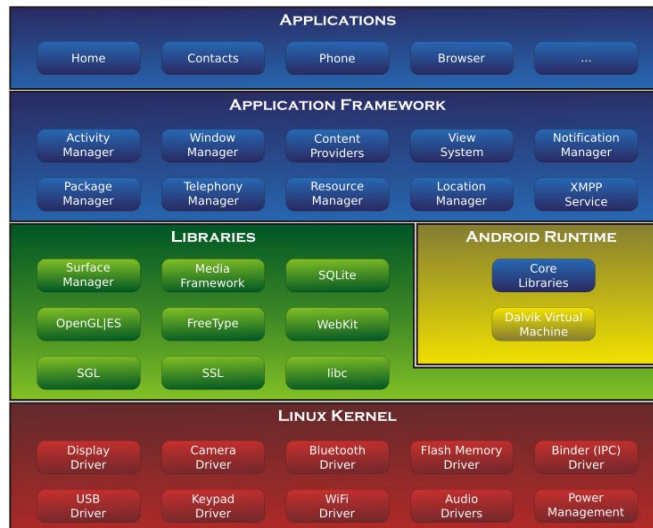 APPLICATIONS
Home
Contacts
Phone
Browser
...
APPLICATION FRAMEWORK
Activity
Manager
Window
Manager
Content
Providers
View
System
Notification
Manager
Package
Manager
Telephony
Manager
Resource
Manager
Location
Manager
XMPP
Service
LIBRARIES
Surface
Manager
Media
Framework
SQLite
OpenGL|ES
FreeType
WebKit
SGL
SSL
libc
ANDROID RUNTIME
Core
Libraries
Dalvik Virtual
Machine
LINUX KERNEL
Display
Driver
Camera
Driver
Bluetooth
Driver
Flash Memory
Driver
Binder (IPC)
Driver
USB
Driver
Keypad
Driver
WiFi
Driver
Audio
Drivers
Power
Management